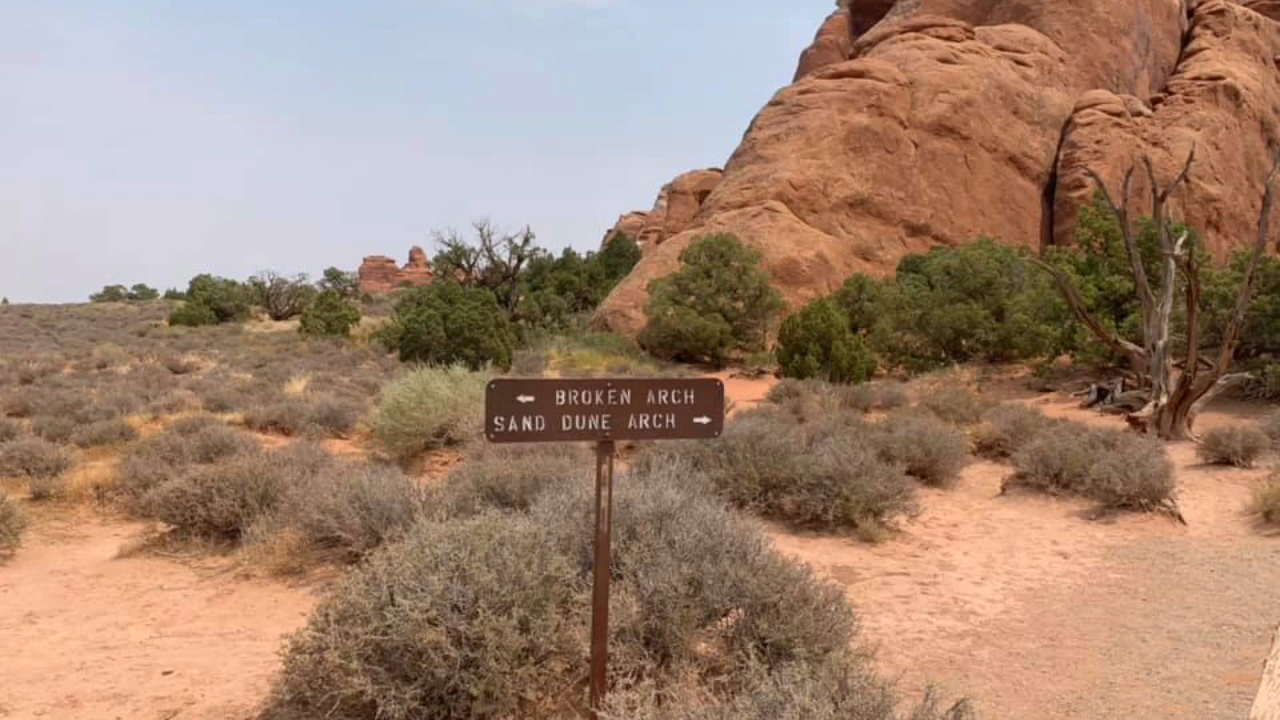 ← BROKEN ARCH
SAND DUNE ARCH →